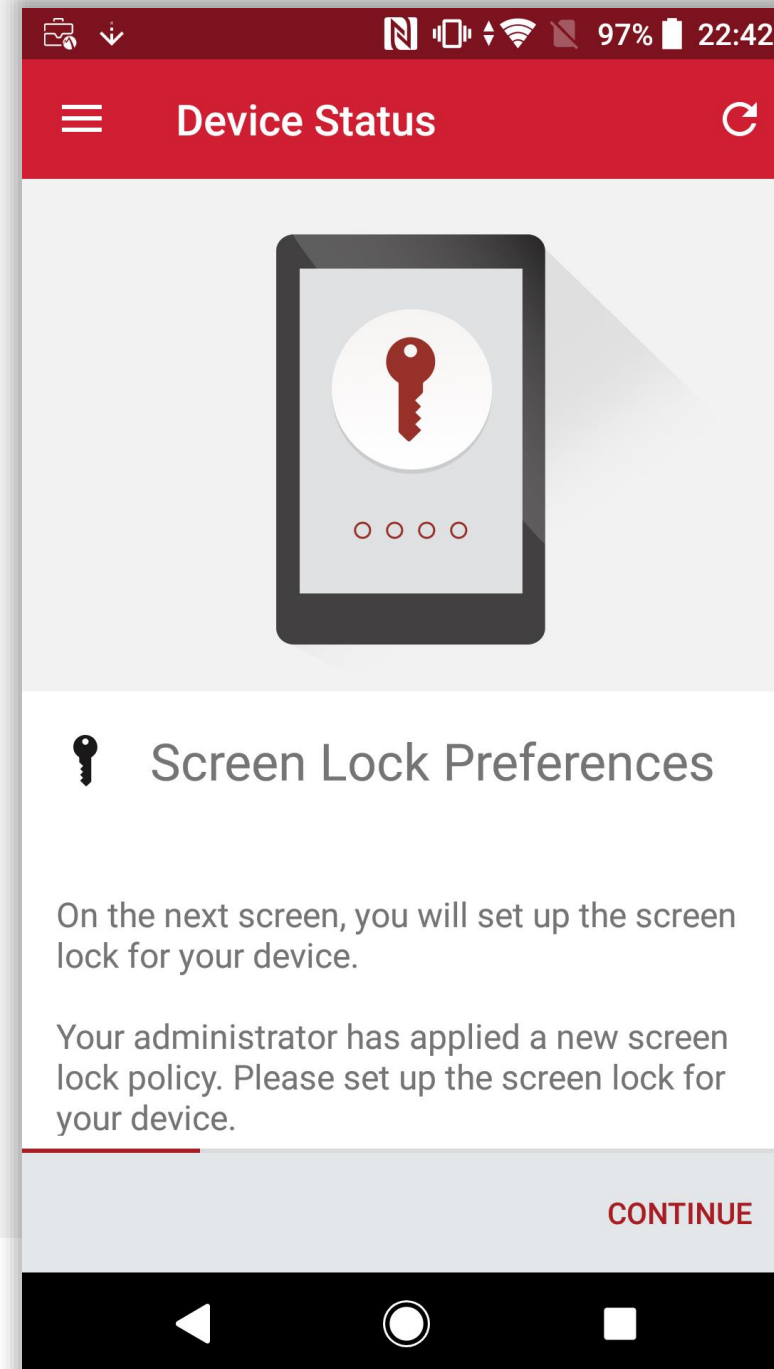 97% 22:42
Device Status
Screen Lock Preferences
On the next screen, you will set up the screen
lock for your device.
Your administrator has applied a new screen
lock policy. Please set up the screen lock for
your device.
CONTINUE